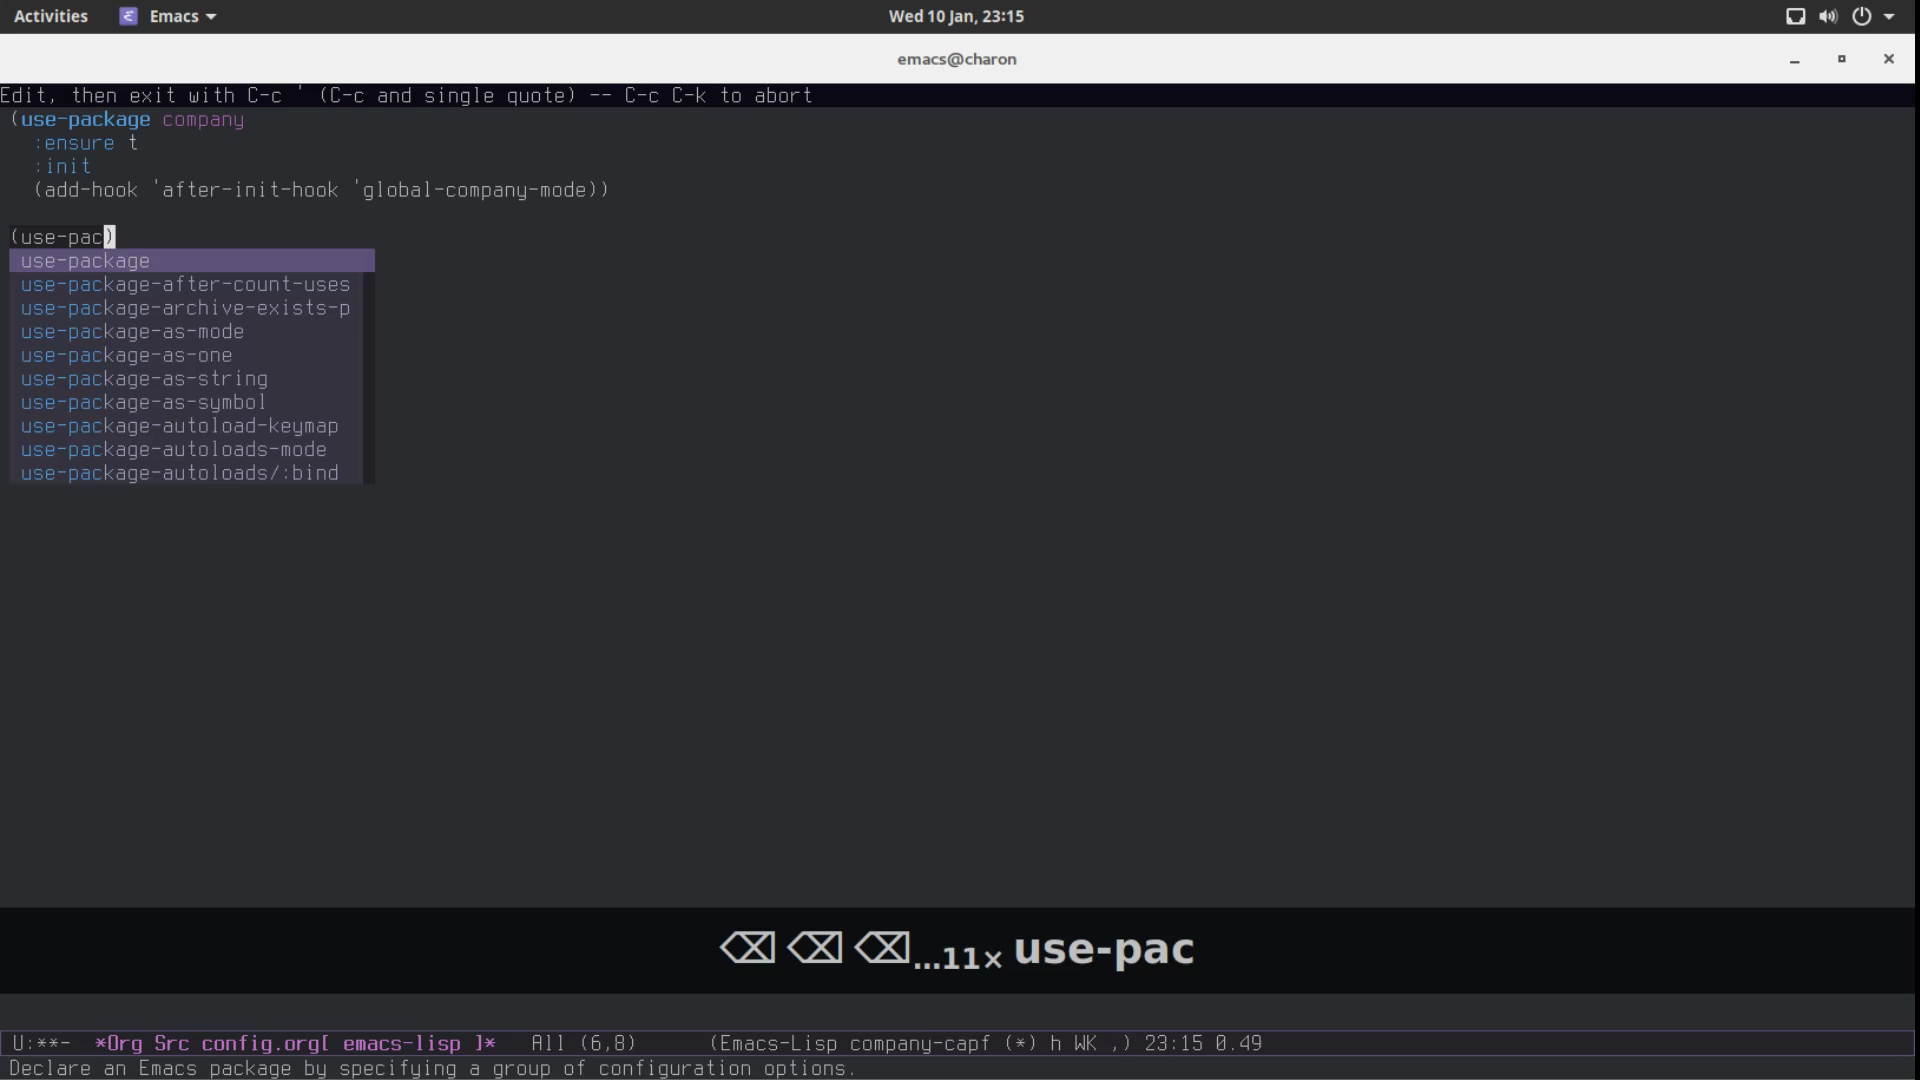 Activities Emacs Wed 10 Jan, 23:15
emacs@charon
Edit, then exit with C-c ' (C-c and single quote) -- C-c C-k to abort
(use-package company
:ensure t
:init
(add-hook 'after-init-hook 'global-company-mode))
(use-pac)
use-package
use-package-after-count-uses
use-package-archive-exists-p
use-package-as-mode
use-package-as-one
use-package-as-string
use-package-as-symbol
use-package-autoload-keymap
use-package-autoloads-mode
use-package-autoloads/:bind
⌫ ⌫ ⌫...11× use-pac
U:**- *Org Src config.org[ emacs-lisp ]* All (6,8) (Emacs-Lisp company-capf (*) h WK ,) 23:15 0.49
Declare an Emacs package by specifying a group of configuration options.